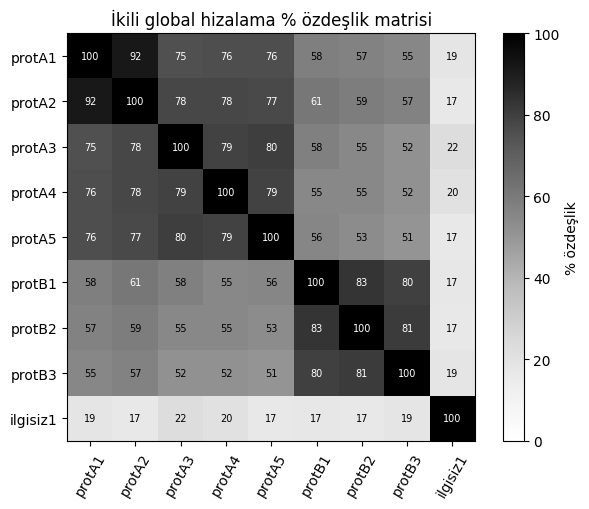 İkili global hizalama % özdeşlik matrisi
protA1 100 92 75 76 76 58 57 55 19
protA2 92 100 78 78 77 61 59 57 17
protA3 75 78 100 79 80 58 55 52 22
protA4 76 78 79 100 79 55 55 52 20
protA5 76 77 80 79 100 56 53 51 17
protB1 58 61 58 55 56 100 83 80 17
protB2 57 59 55 55 53 83 100 81 17
protB3 55 57 52 52 51 80 81 100 19
ilgisiz1 19 17 22 20 17 17 17 19 100
protA1 protA2 protA3 protA4 protA5 protB1 protB2 protB3 ilgisiz1
100
80
60
40
20
0
% özdeşlik